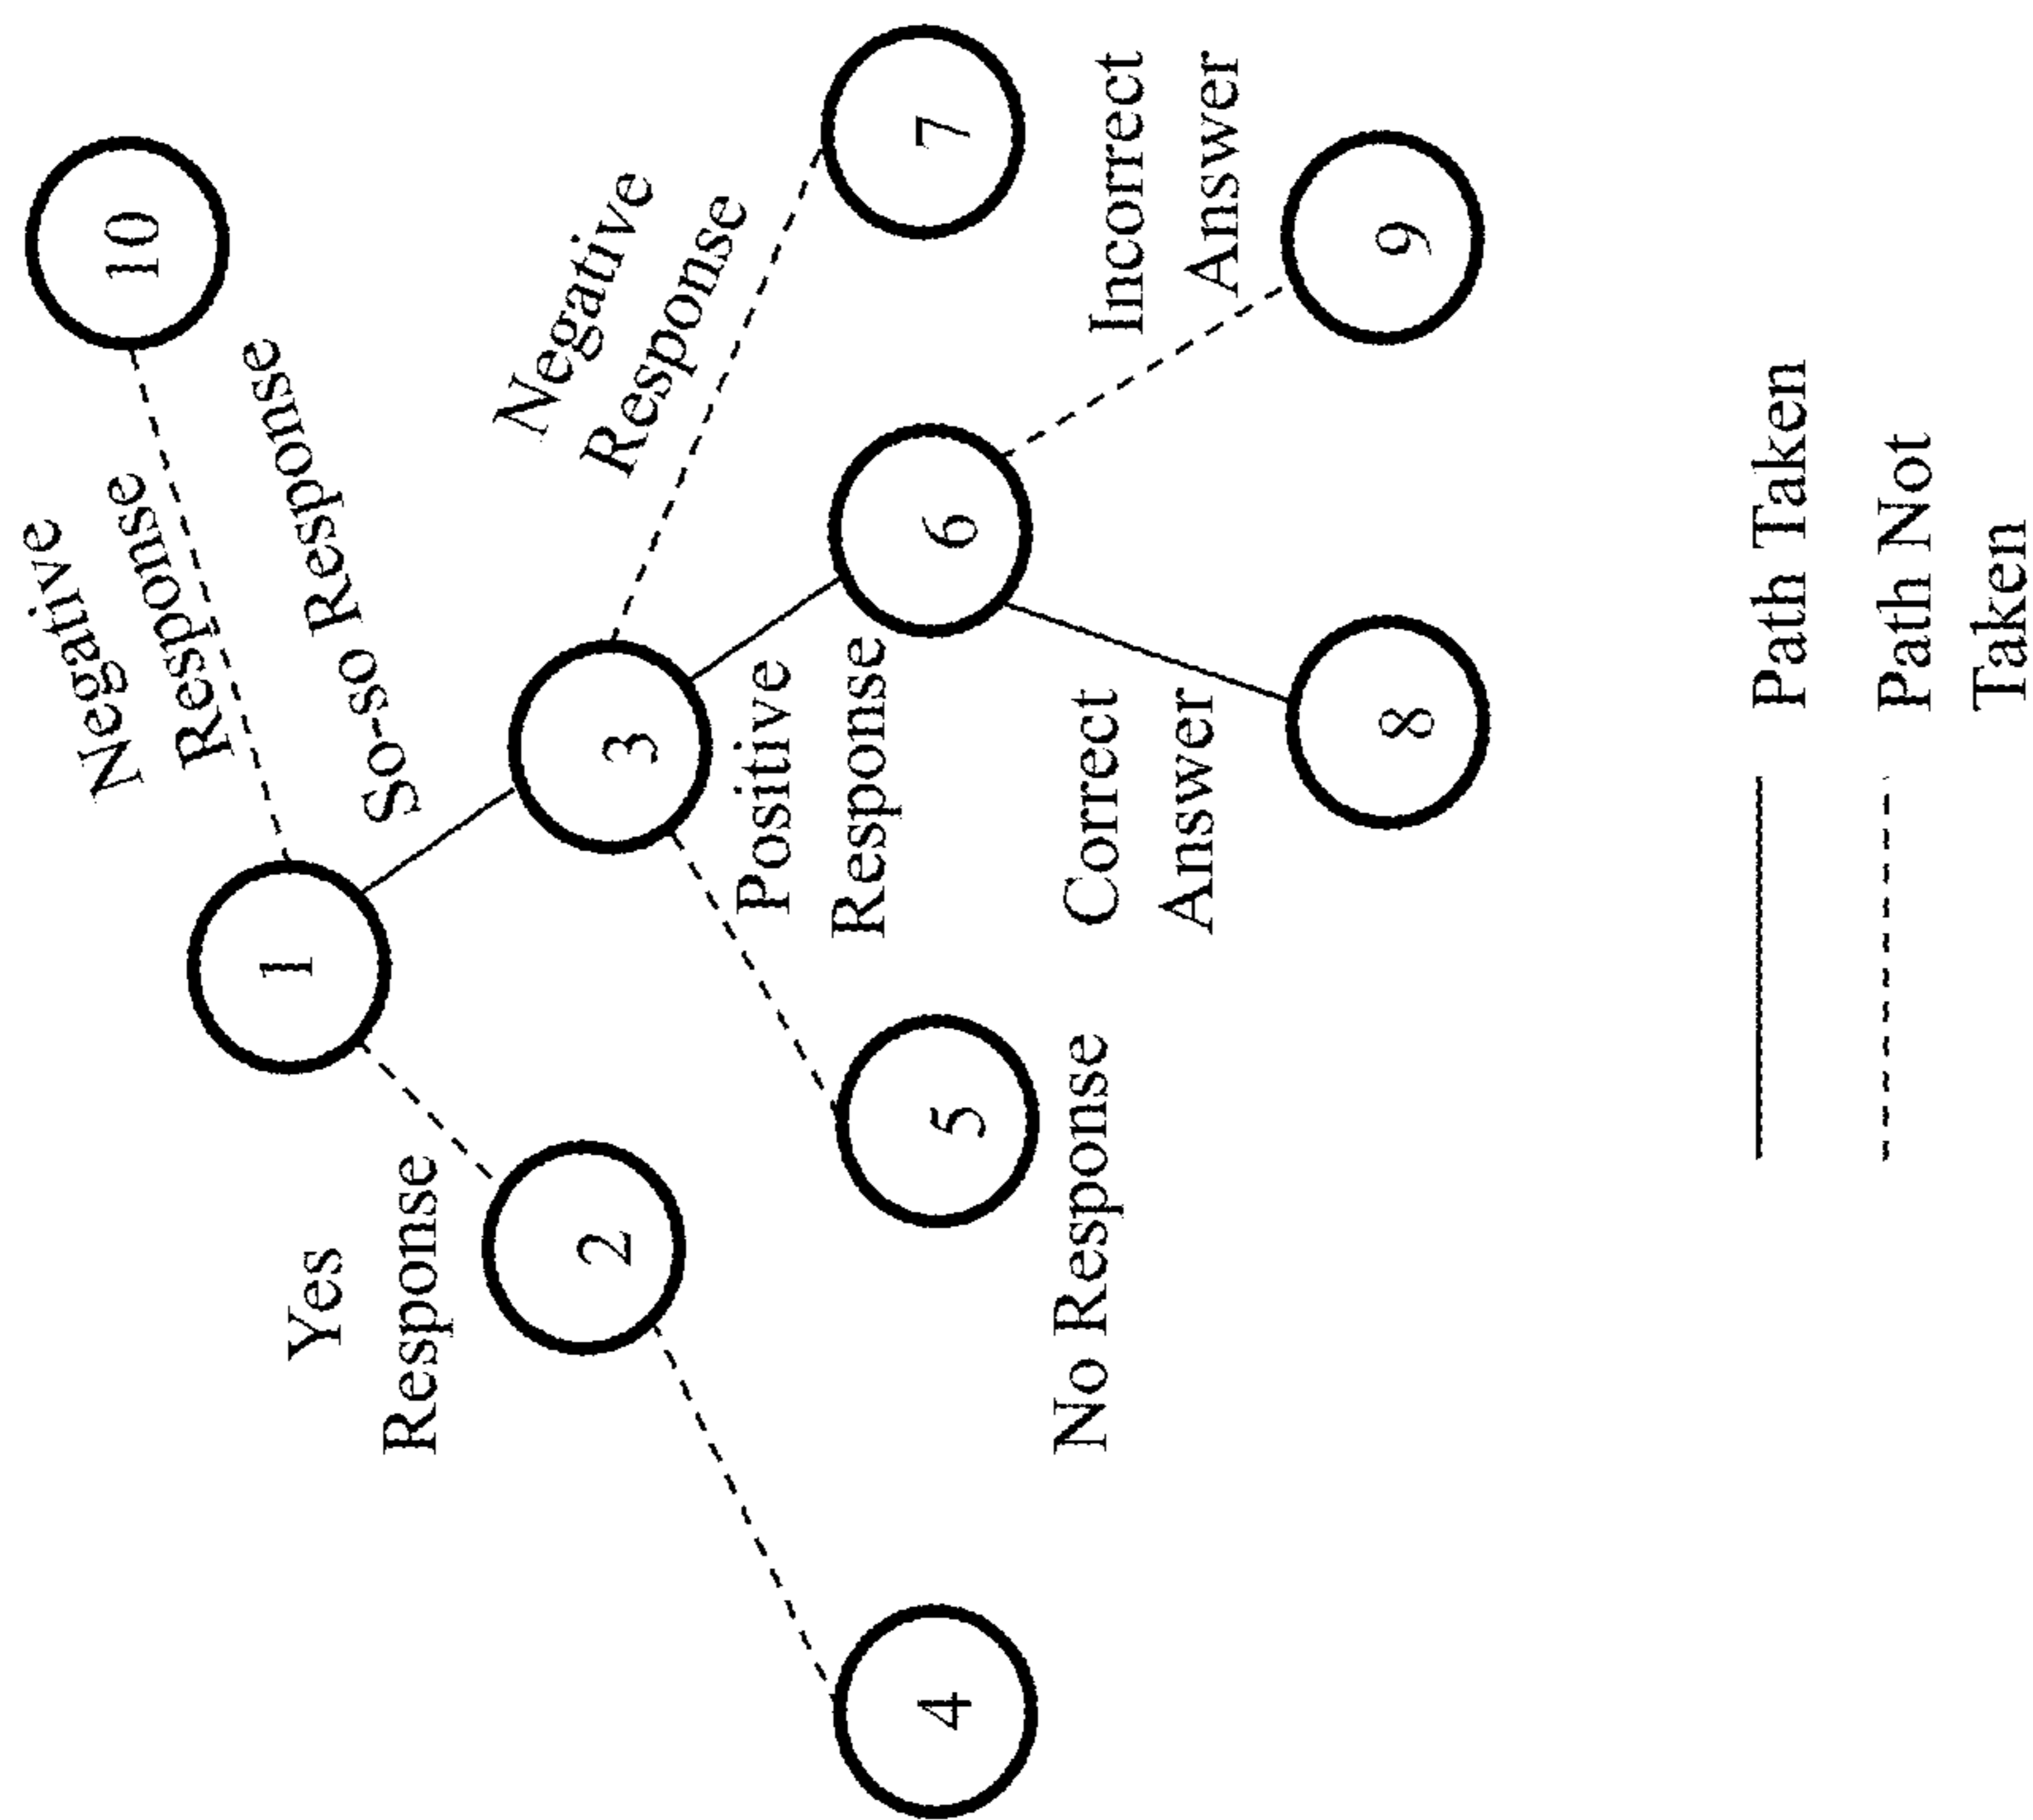 10
Negative
Response
So-so Response
1
Yes
Response
Negative
Response
2
3
7
Positive
Response
4
5
6
No Response
Correct
Answer
Incorrect
Answer
8
9
Path Taken
Path Not
Taken